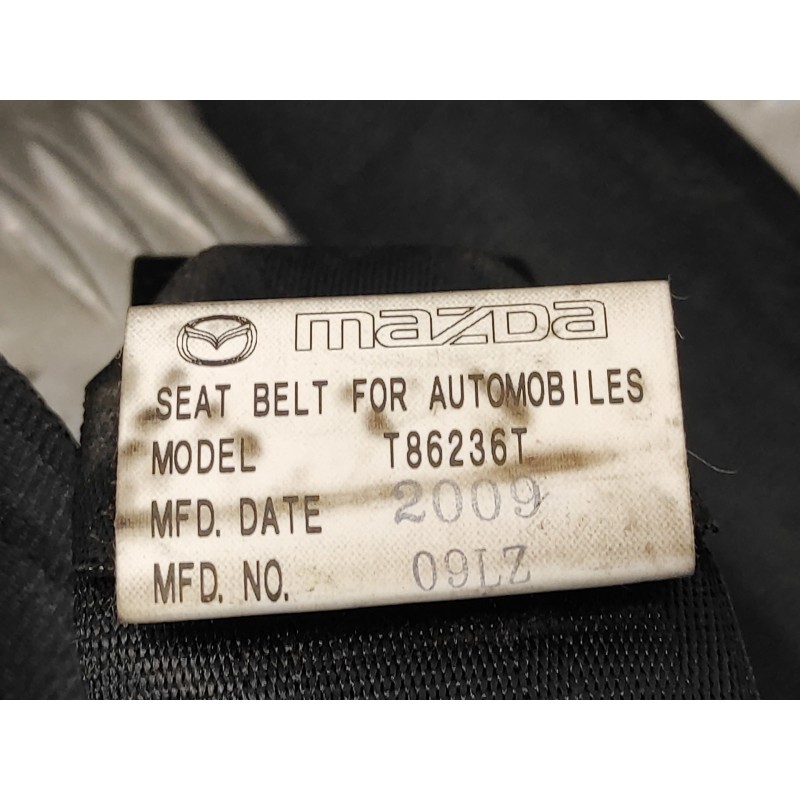 mazda
SEAT BELT FOR AUTOMOBILES
MODEL T86236T
MFD. DATE 2009
MFD. NO. 09LZ